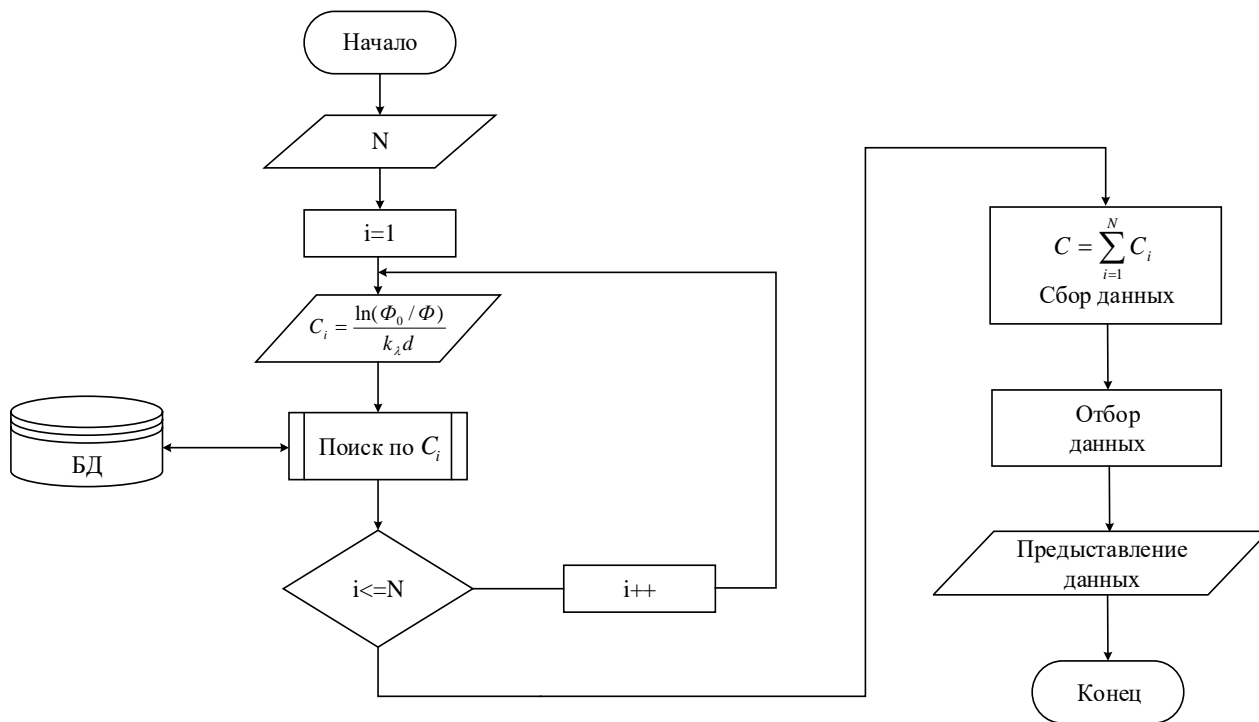 Начало
N
i=1
C_i = ln(Φ_0 / Φ) / k_λ d
БД
Поиск по C_i
i<=N
i++
C = ∑_{i=1}^{N} C_i
Сбор данных
Отбор
данных
Предыставление
данных
Конец